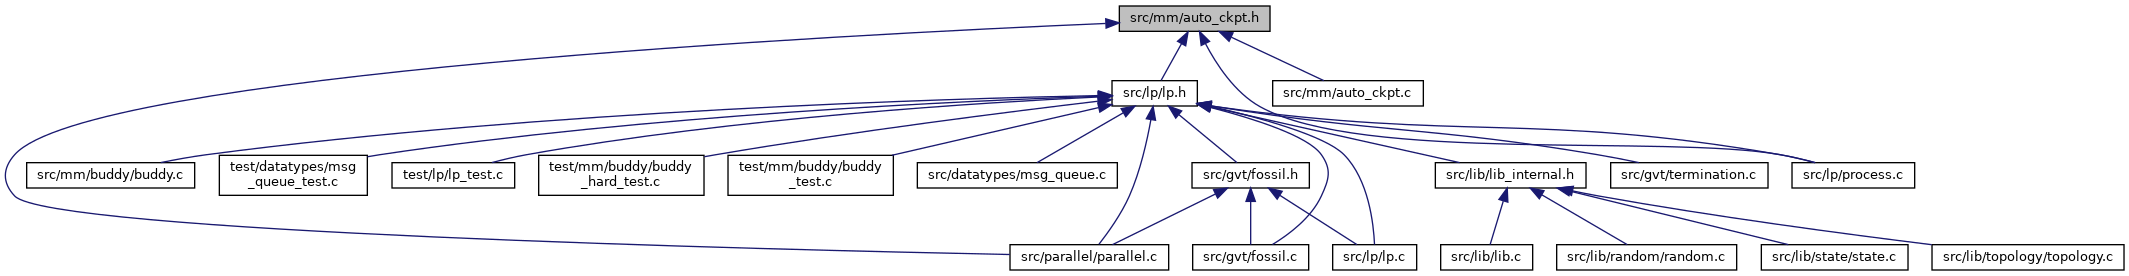 src/mm/auto_ckpt.h
src/lp/lp.h
src/mm/auto_ckpt.c
src/mm/buddy/buddy.c
test/datatypes/msg
_queue_test.c
test/lp/lp_test.c
test/mm/buddy/buddy
_hard_test.c
test/mm/buddy/buddy
_test.c
src/datatypes/msg_queue.c
src/gvt/fossil.h
src/lib/lib_internal.h
src/gvt/termination.c
src/lp/process.c
src/parallel/parallel.c
src/gvt/fossil.c
src/lp/lp.c
src/lib/lib.c
src/lib/random/random.c
src/lib/state/state.c
src/lib/topology/topology.c